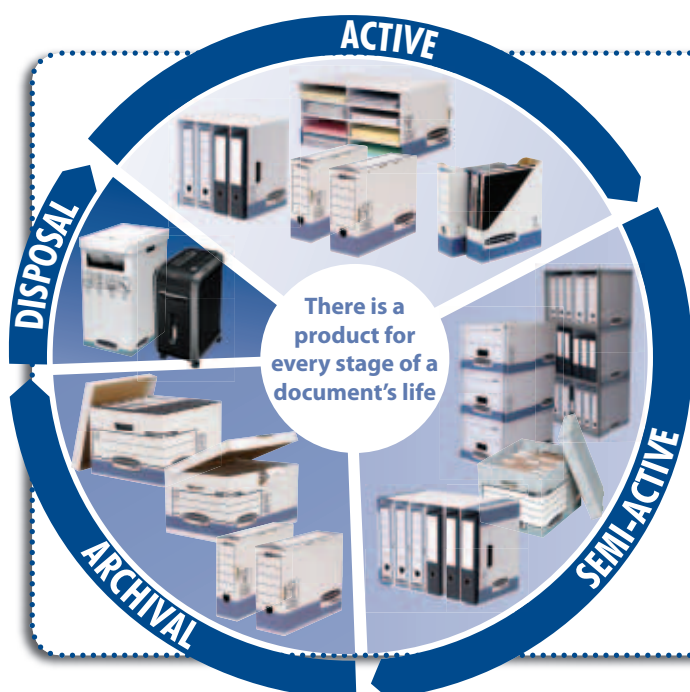 ACTIVE
DISPOSAL
There is a
product for
every stage of a
document's life
SEMI-ACTIVE
ARCHIVAL